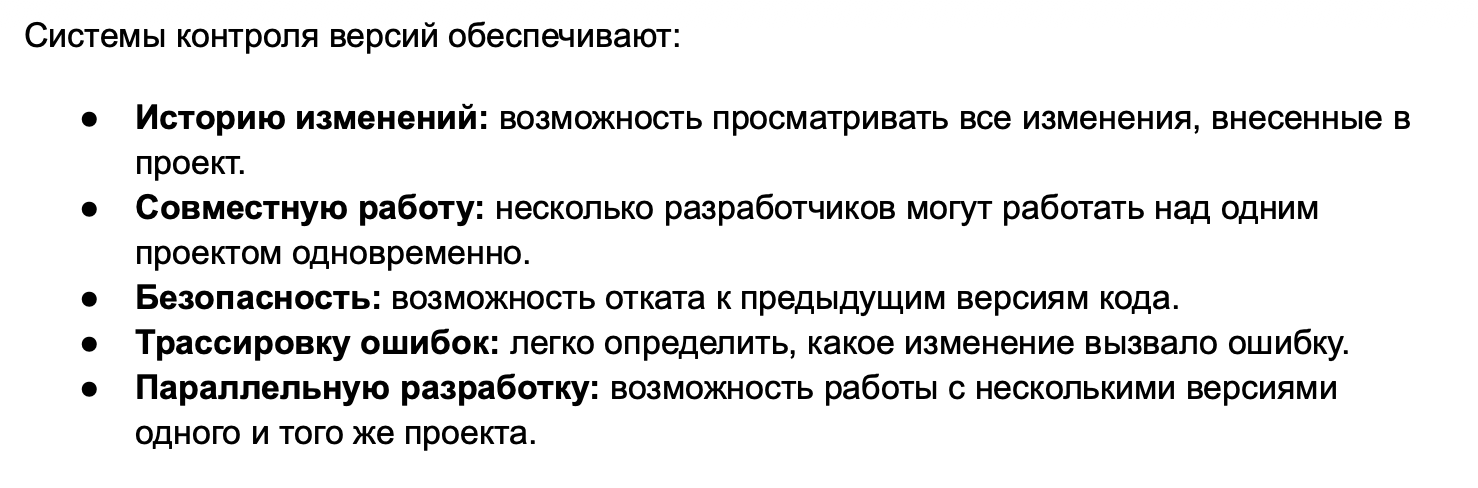 Системы контроля версий обеспечивают:
● Историю изменений: возможность просматривать все изменения, внесенные в
проект.
● Совместную работу: несколько разработчиков могут работать над одним
проектом одновременно.
● Безопасность: возможность отката к предыдущим версиям кода.
● Трассировку ошибок: легко определить, какое изменение вызвало ошибку.
● Параллельную разработку: возможность работы с несколькими версиями
одного и того же проекта.